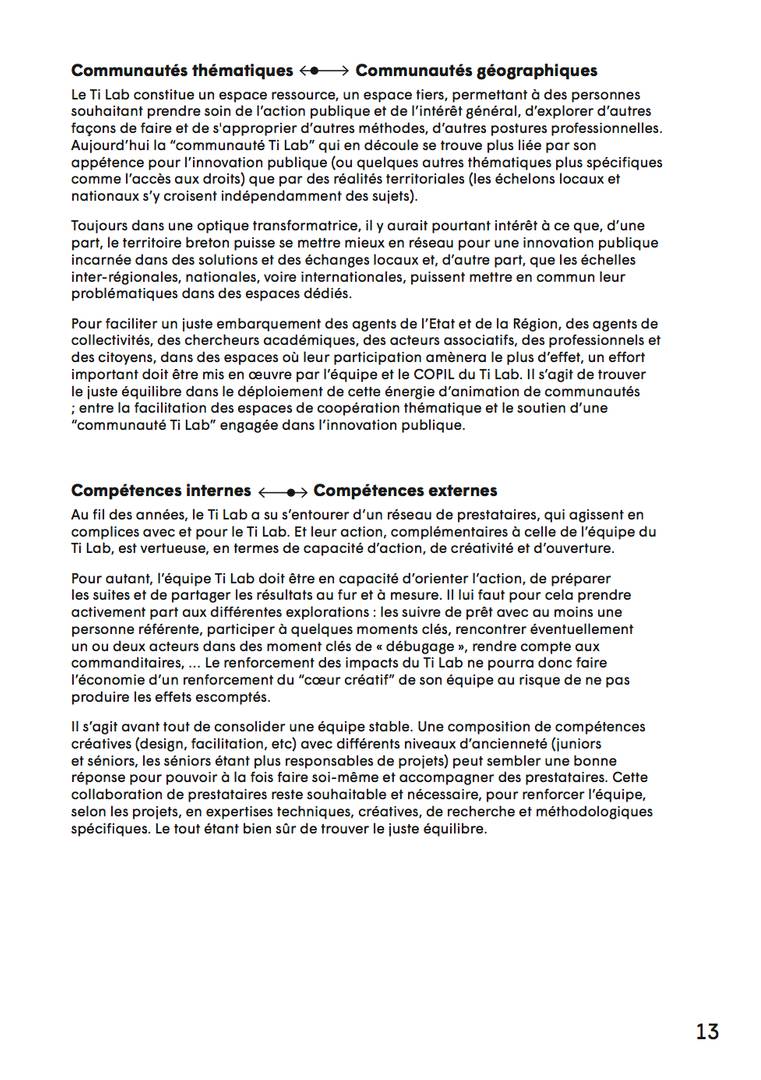 Communautés thématiques ←●→ Communautés géographiques
Le Ti Lab constitue un espace ressource, un espace tiers, permettant à des personnes
souhaitant prendre soin de l’action publique et de l’intérêt général, d’explorer d’autres
façons de faire et de s'approprier d’autres méthodes, d’autres postures professionnelles.
Aujourd’hui la “communauté Ti Lab” qui en découle se trouve plus liée par son
appétence pour l’innovation publique (ou quelques autres thématiques plus spécifiques
comme l’accès aux droits) que par des réalités territoriales (les échelons locaux et
nationaux s’y croisent indépendamment des sujets).
Toujours dans une optique transformatrice, il y aurait pourtant intérêt à ce que, d’une
part, le territoire breton puisse se mettre mieux en réseau pour une innovation publique
incarnée dans des solutions et des échanges locaux et, d’autre part, que les échelles
inter-régionales, nationales, voire internationales, puissent mettre en commun leur
problématiques dans des espaces dédiés.
Pour faciliter un juste embarquement des agents de l’Etat et de la Région, des agents de
collectivités, des chercheurs académiques, des acteurs associatifs, des professionnels et
des citoyens, dans des espaces où leur participation amènera le plus d’effet, un effort
important doit être mis en œuvre par l’équipe et le COPIL du Ti Lab. Il s’agit de trouver
le juste équilibre dans le déploiement de cette énergie d’animation de communautés
; entre la facilitation des espaces de coopération thématique et le soutien d’une
“communauté Ti Lab” engagée dans l’innovation publique.
Compétences internes ←●→ Compétences externes
Au fil des années, le Ti Lab a su s’entourer d’un réseau de prestataires, qui agissent en
complices avec et pour le Ti Lab. Et leur action, complémentaires à celle de l’équipe du
Ti Lab, est vertueuse, en termes de capacité d’action, de créativité et d’ouverture.
Pour autant, l’équipe Ti Lab doit être en capacité d’orienter l’action, de préparer
les suites et de partager les résultats au fur et à mesure. Il lui faut pour cela prendre
activement part aux différentes explorations : les suivre de prêt avec au moins une
personne référente, participer à quelques moments clés, rencontrer éventuellement
un ou deux acteurs dans des moment clés de « débugage », rendre compte aux
commanditaires, ... Le renforcement des impacts du Ti Lab ne pourra donc faire
l’économie d’un renforcement du “cœur créatif” de son équipe au risque de ne pas
produire les effets escomptés.
Il s’agit avant tout de consolider une équipe stable. Une composition de compétences
créatives (design, facilitation, etc) avec différents niveaux d’ancienneté (juniors
et séniors, les séniors étant plus responsables de projets) peut sembler une bonne
réponse pour pouvoir à la fois faire soi-même et accompagner des prestataires. Cette
collaboration de prestataires reste souhaitable et nécessaire, pour renforcer l’équipe,
selon les projets, en expertises techniques, créatives, de recherche et méthodologiques
spécifiques. Le tout étant bien sûr de trouver le juste équilibre.
13